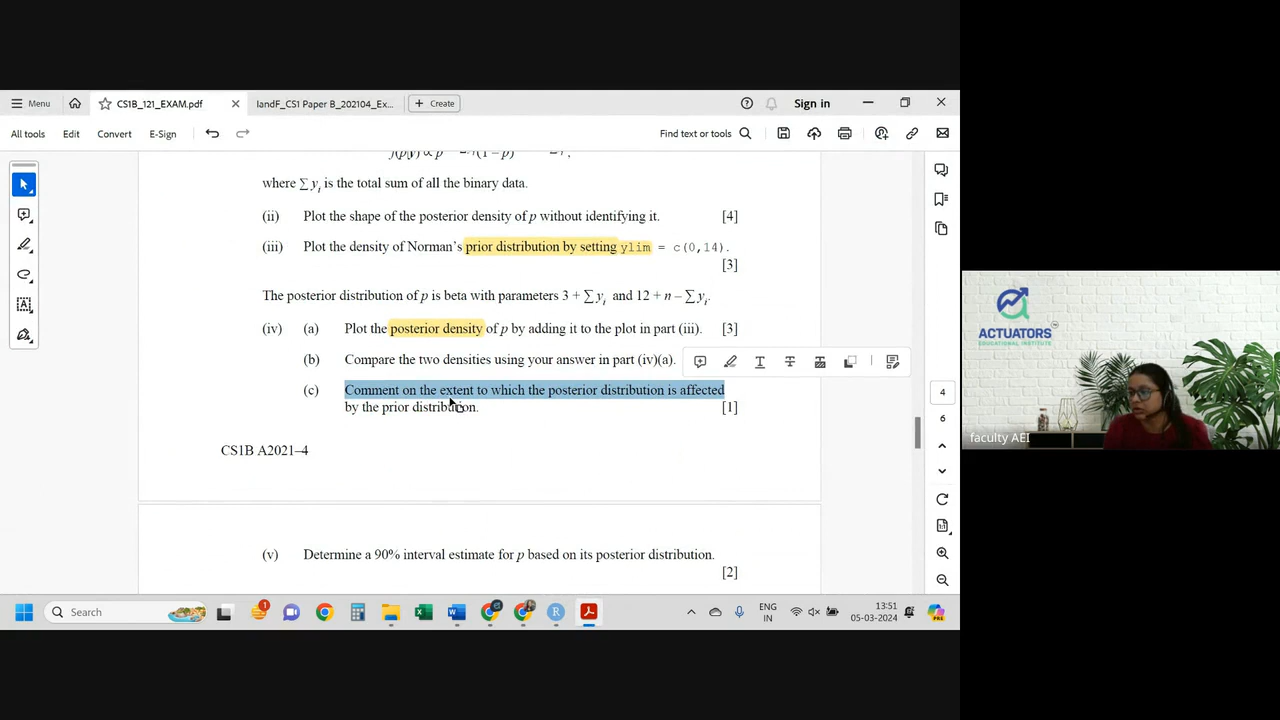 Menu
CS1B_121_EXAM.pdf
landF_CS1 Paper B_202104_Ex...
Create
Sign in
All tools
Edit
Convert
E-Sign
Find text or tools
where ∑ yi is the total sum of all the binary data.
(ii) Plot the shape of the posterior density of p without identifying it. [4]
(iii) Plot the density of Norman's prior distribution by setting ylim = c(0,14).
[3]
The posterior distribution of p is beta with parameters 3 + ∑ yi and 12 + n – ∑ yi.
(iv) (a) Plot the posterior density of p by adding it to the plot in part (iii). [3]
(b) Compare the two densities using your answer in part (iv)(a).
(c) Comment on the extent to which the posterior distribution is affected
by the prior distribution. [1]
CS1B A2021–4
(v) Determine a 90% interval estimate for p based on its posterior distribution.
[2]
4
6
ACTUATORS
EDUCATIONAL INSTITUTE
faculty AEI
Search
1
ENG
IN
13:51
05-03-2024